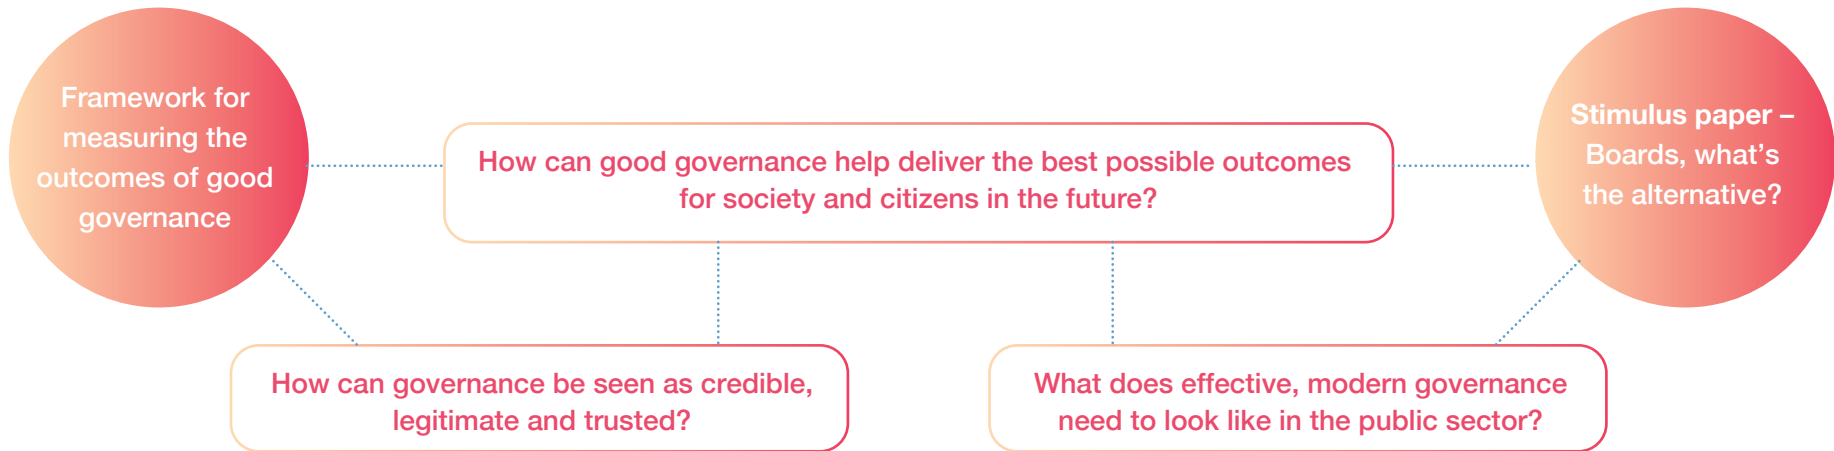 Framework for
measuring the
outcomes of good
governance
How can good governance help deliver the best possible outcomes
for society and citizens in the future?
Stimulus paper –
Boards, what’s
the alternative?
How can governance be seen as credible,
legitimate and trusted?
What does effective, modern governance
need to look like in the public sector?